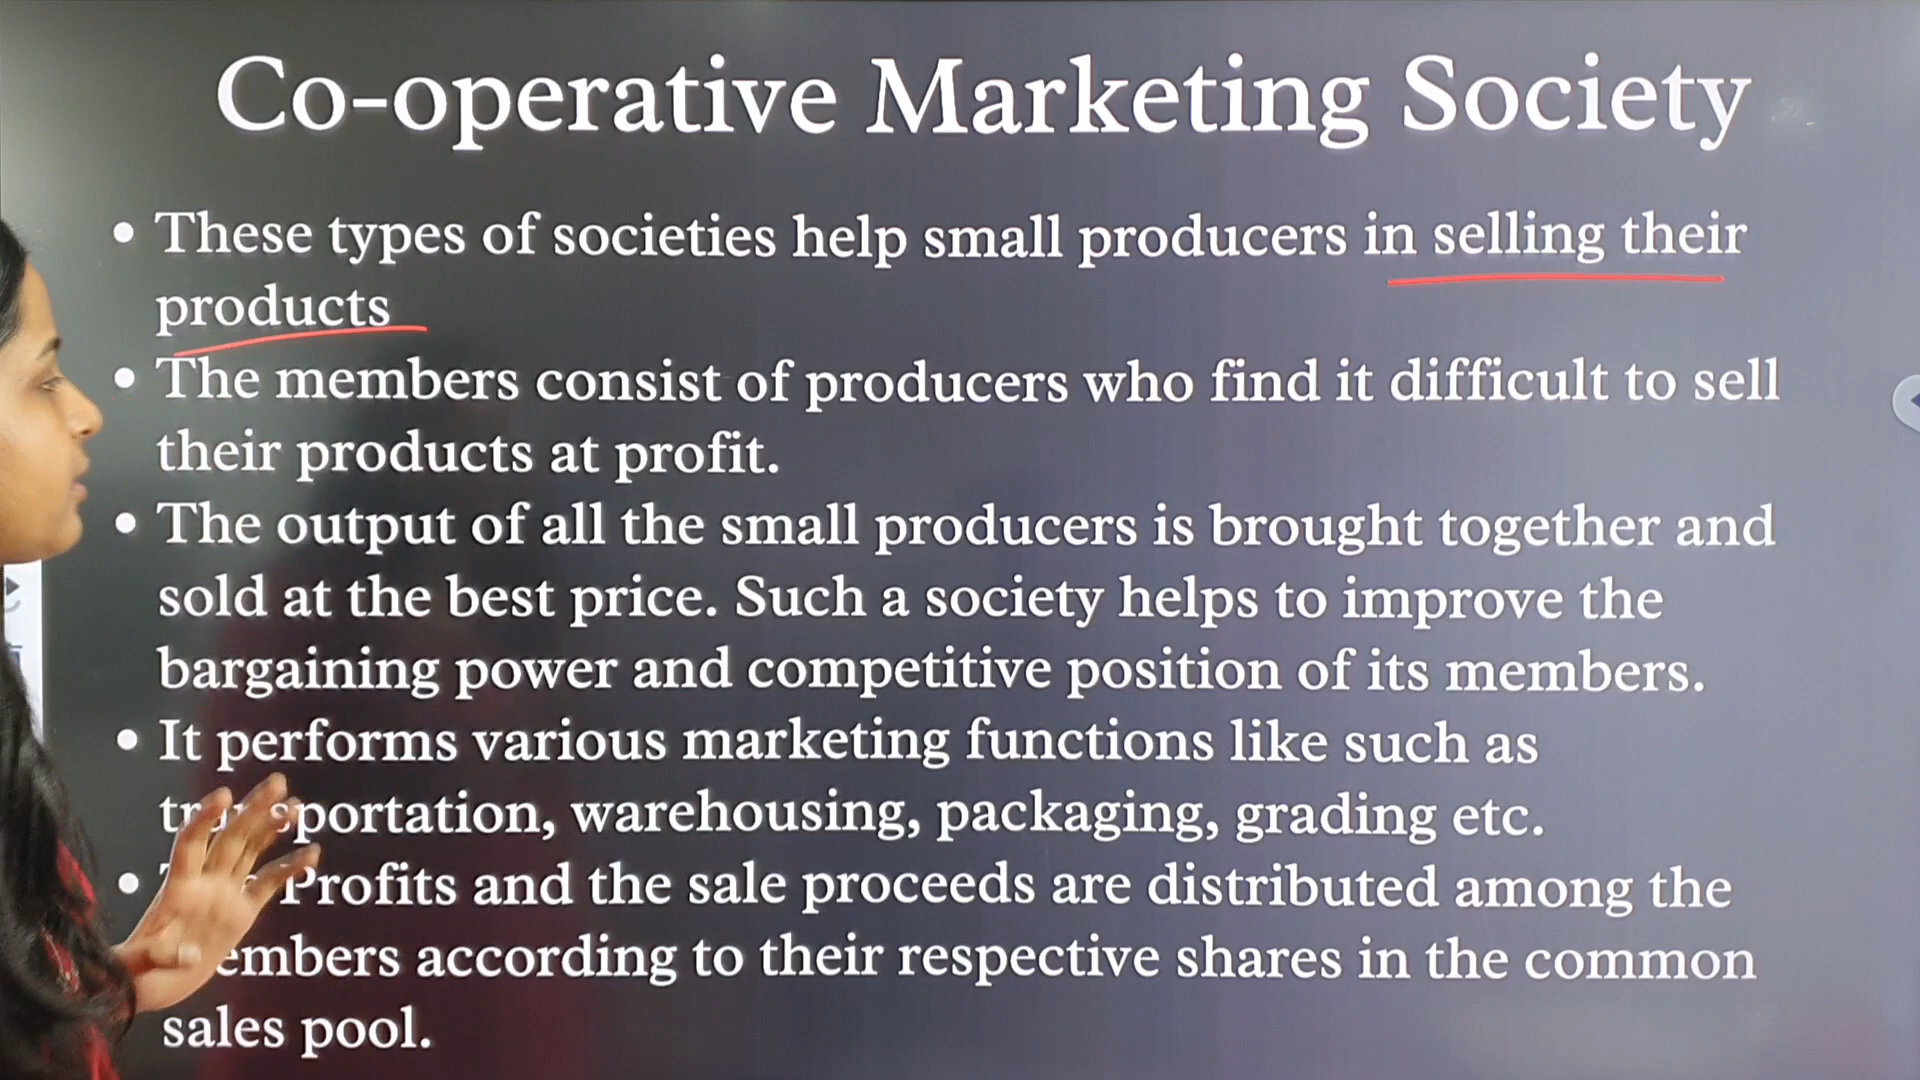 Co-operative Marketing Society
• These types of societies help small producers in selling their
products
• The members consist of producers who find it difficult to sell
their products at profit.
• The output of all the small producers is brought together and
sold at the best price. Such a society helps to improve the
bargaining power and competitive position of its members.
• It performs various marketing functions like such as
transportation, warehousing, packaging, grading etc.
• Profits and the sale proceeds are distributed among the
members according to their respective shares in the common
sales pool.